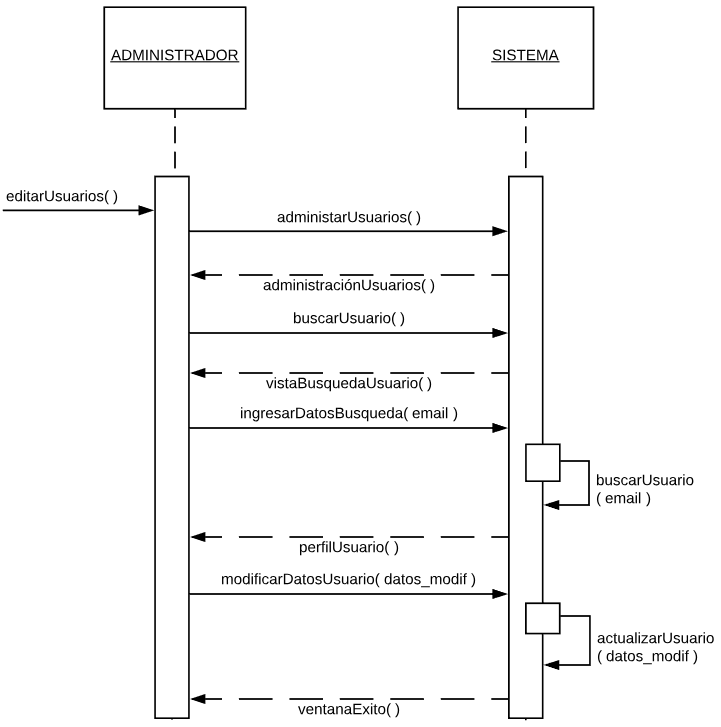 ADMINISTRADOR
SISTEMA
editarUsuarios( )
administarUsuarios( )
administraciónUsuarios( )
buscarUsuario( )
vistaBusquedaUsuario( )
ingresarDatosBusqueda( email )
buscarUsuario
( email )
perfilUsuario( )
modificarDatosUsuario( datos_modif )
actualizarUsuario
( datos_modif )
ventanaExito( )